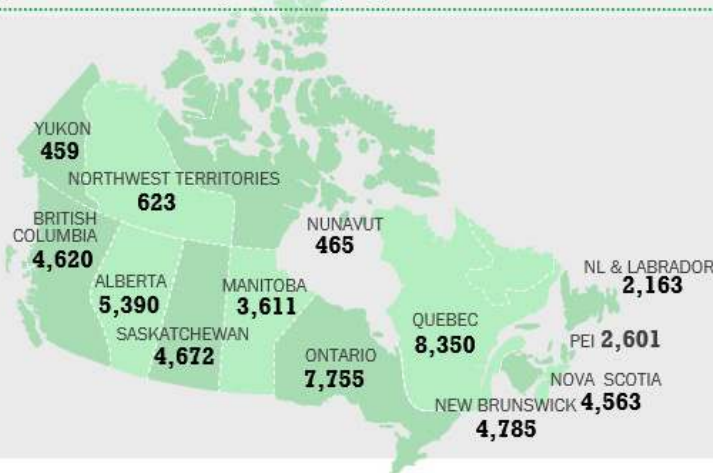 YUKON
459
NORTHWEST TERRITORIES
623
BRITISH
COLUMBIA
4,620
NUNAVUT
465
ALBERTA
5,390
MANITOBA
3,611
SASKATCHEWAN
4,672
ONTARIO
7,755
QUEBEC
8,350
NL & LABRADOR
2,163
PEI 2,601
NOVA SCOTIA
4,563
NEW BRUNSWICK
4,785